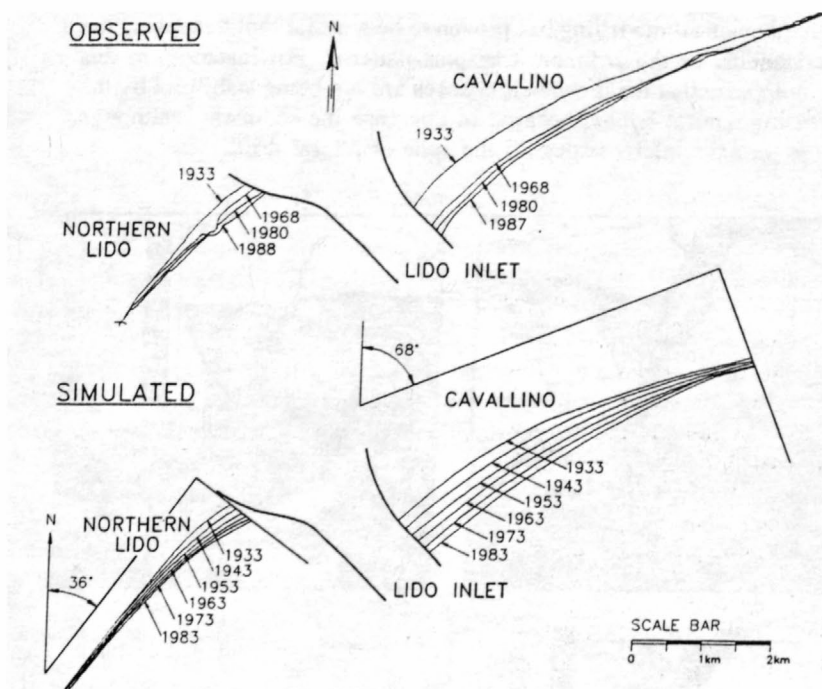 OBSERVED
N
CAVALLINO
1933
1933
1968
1980
1987
1968
1980
1988
NORTHERN
LIDO
LIDO INLET
68°
SIMULATED
CAVALLINO
1933
1943
1953
1963
1973
1983
N
NORTHERN
LIDO
36°
1933
1943
1953
1963
1973
1983
LIDO INLET
SCALE BAR
0 1km 2km